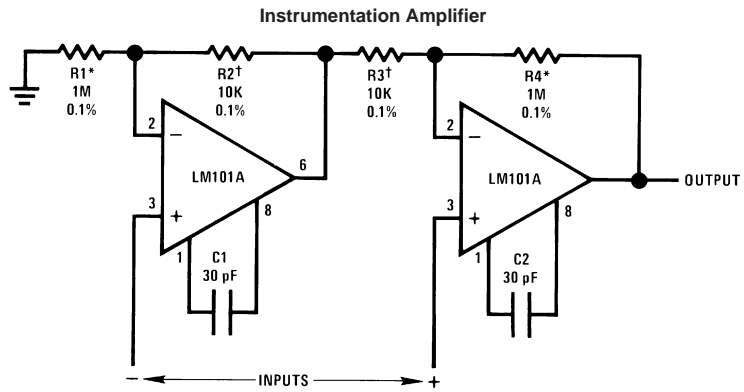 Instrumentation Amplifier
R1*
1M
0.1%
R2†
10K
0.1%
R3†
10K
0.1%
R4*
1M
0.1%
2
−
LM101A
6
3
+
8
1
C1
30 pF
2
−
LM101A
3
+
8
1
C2
30 pF
OUTPUT
− INPUTS +